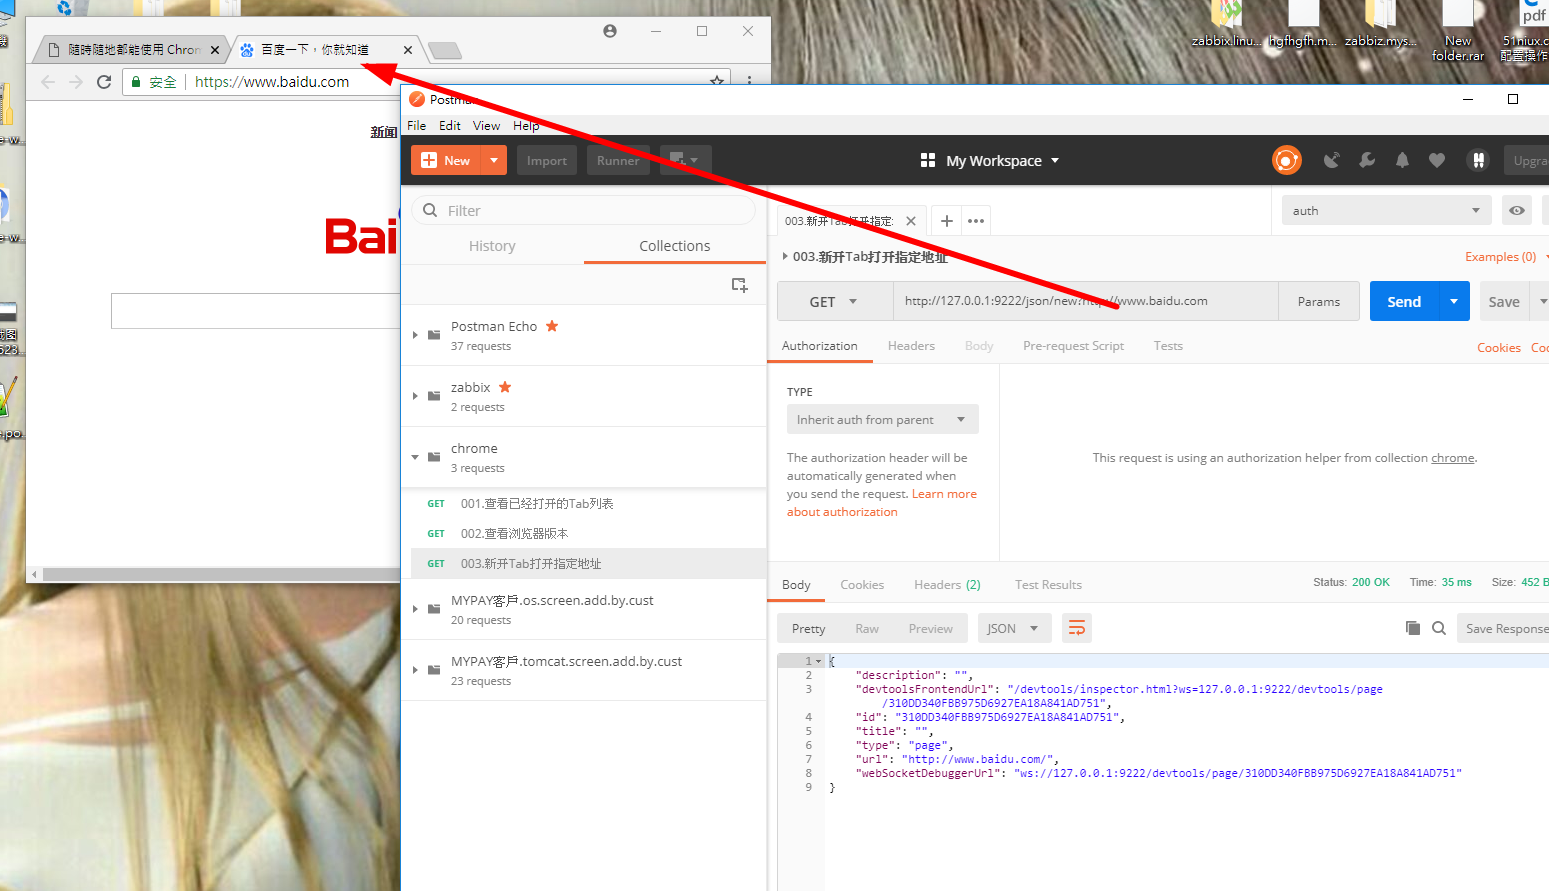 zabbix.linu...
hgfhgfh.m...
zabbiz.mys...
New
folder.rar
pdf
51niux.c
配置操作
隨時隨地都能使用 Chrom
百度一下，你就知道
安全
https://www.baidu.com
新闻
Bai
e-w...
e-w...
截图
523...
.po...
Postma
File Edit View Help
New
Import
Runner
My Workspace
Upgra
Filter
History
Collections
Postman Echo
37 requests
zabbix
2 requests
chrome
3 requests
GET 001.查看已经打开的Tab列表
GET 002.查看浏览器版本
GET 003.新开Tab打开指定地址
MYPAY客戶.os.screen.add.by.cust
20 requests
MYPAY客戶.tomcat.screen.add.by.cust
23 requests
003.新开Tab打开指定:
auth
003.新开Tab打开指定地址
Examples (0)
GET
http://127.0.0.1:9222/json/new?http://www.baidu.com
Params
Send
Save
Authorization
Headers
Body
Pre-request Script
Tests
Cookies
Coo
TYPE
Inherit auth from parent
The authorization header will be
automatically generated when
you send the request. Learn more
about authorization
This request is using an authorization helper from collection chrome.
Body
Cookies
Headers (2)
Test Results
Status: 200 OK
Time: 35 ms
Size: 452 B
Pretty
Raw
Preview
JSON
Save Response
1 {
2 "description": "",
3 "devtoolsFrontendUrl": "/devtools/inspector.html?ws=127.0.0.1:9222/devtools/page
/310DD340FBB975D6927EA18A841AD751",
4 "id": "310DD340FBB975D6927EA18A841AD751",
5 "title": "",
6 "type": "page",
7 "url": "http://www.baidu.com/",
8 "webSocketDebuggerUrl": "ws://127.0.0.1:9222/devtools/page/310DD340FBB975D6927EA18A841AD751"
9 }